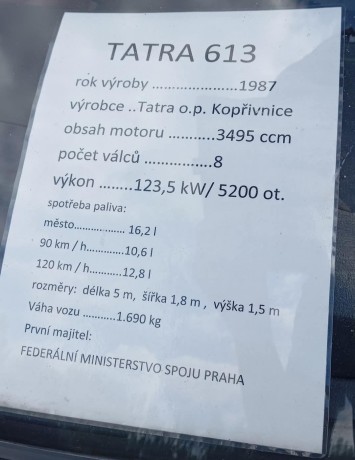 TATRA 613
rok výroby ......................1987
výrobce ..Tatra o.p. Kopřivnice
obsah motoru ...........3495 ccm
počet válců ................8
výkon ........123,5 kW/ 5200 ot.
spotřeba paliva:
město.................. 16,2 l
90 km / h.............10,6 l
120 km / h...........12,8 l
rozměry: délka 5 m, šířka 1,8 m , výška 1,5 m
Váha vozu ...........1.690 kg
První majitel:
FEDERÁLNÍ MINISTERSTVO SPOJU PRAHA